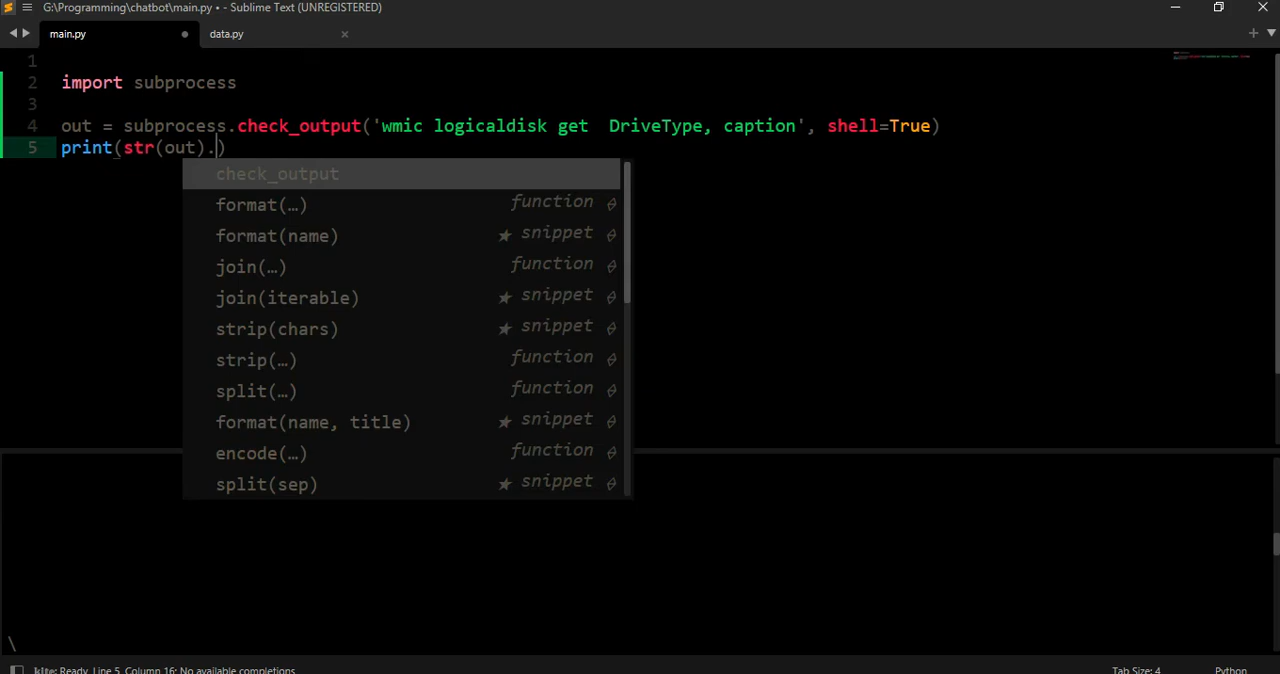 G:\Programming\chatbot\main.py • - Sublime Text (UNREGISTERED)
main.py
data.py
1
2 import subprocess
3
4 out = subprocess.check_output('wmic logicaldisk get  DriveType, caption', shell=True)
5 print(str(out).)
check_output
format(…) function
format(name) ★ snippet
join(…) function
join(iterable) ★ snippet
strip(chars) ★ snippet
strip(…) function
split(…) function
format(name, title) ★ snippet
encode(…) function
split(sep) ★ snippet
\
kite: Ready, Line 5, Column 16; No available completions
Tab Size: 4
Python